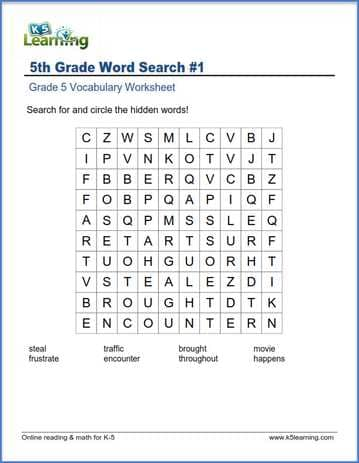 K5 Learning
5th Grade Word Search #1
Grade 5 Vocabulary Worksheet
Search for and circle the hidden words!
C Z W S M L C V B J
I P V N K O T V J T
F B B E R Q V C B Z
F O B P Q A P I Q F
A S Q P M S S L E Q
R E T A R T S U R F
T U O H G U O R H T
V S T E A L E Z D I
B R O U G H T D T K
E N C O U N T E R N
steal traffic brought movie
frustrate encounter throughout happens
Online reading & math for K-5 www.k5learning.com